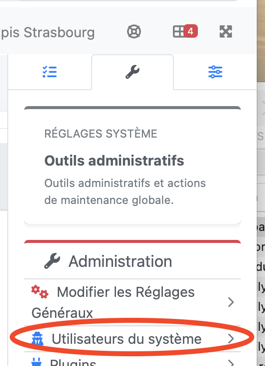 pis Strasbourg
4
RÉGLAGES SYSTÈME
Outils administratifs
Outils administratifs et actions
de maintenance globale.
Administration
Modifier les Réglages
Généraux
Utilisateurs du système
Plugins